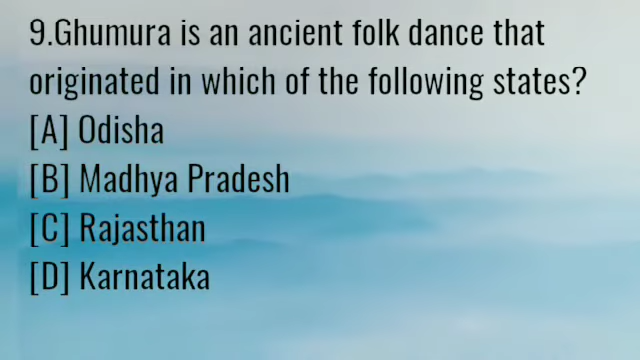 9.Ghumura is an ancient folk dance that
originated in which of the following states?
[A] Odisha
[B] Madhya Pradesh
[C] Rajasthan
[D] Karnataka